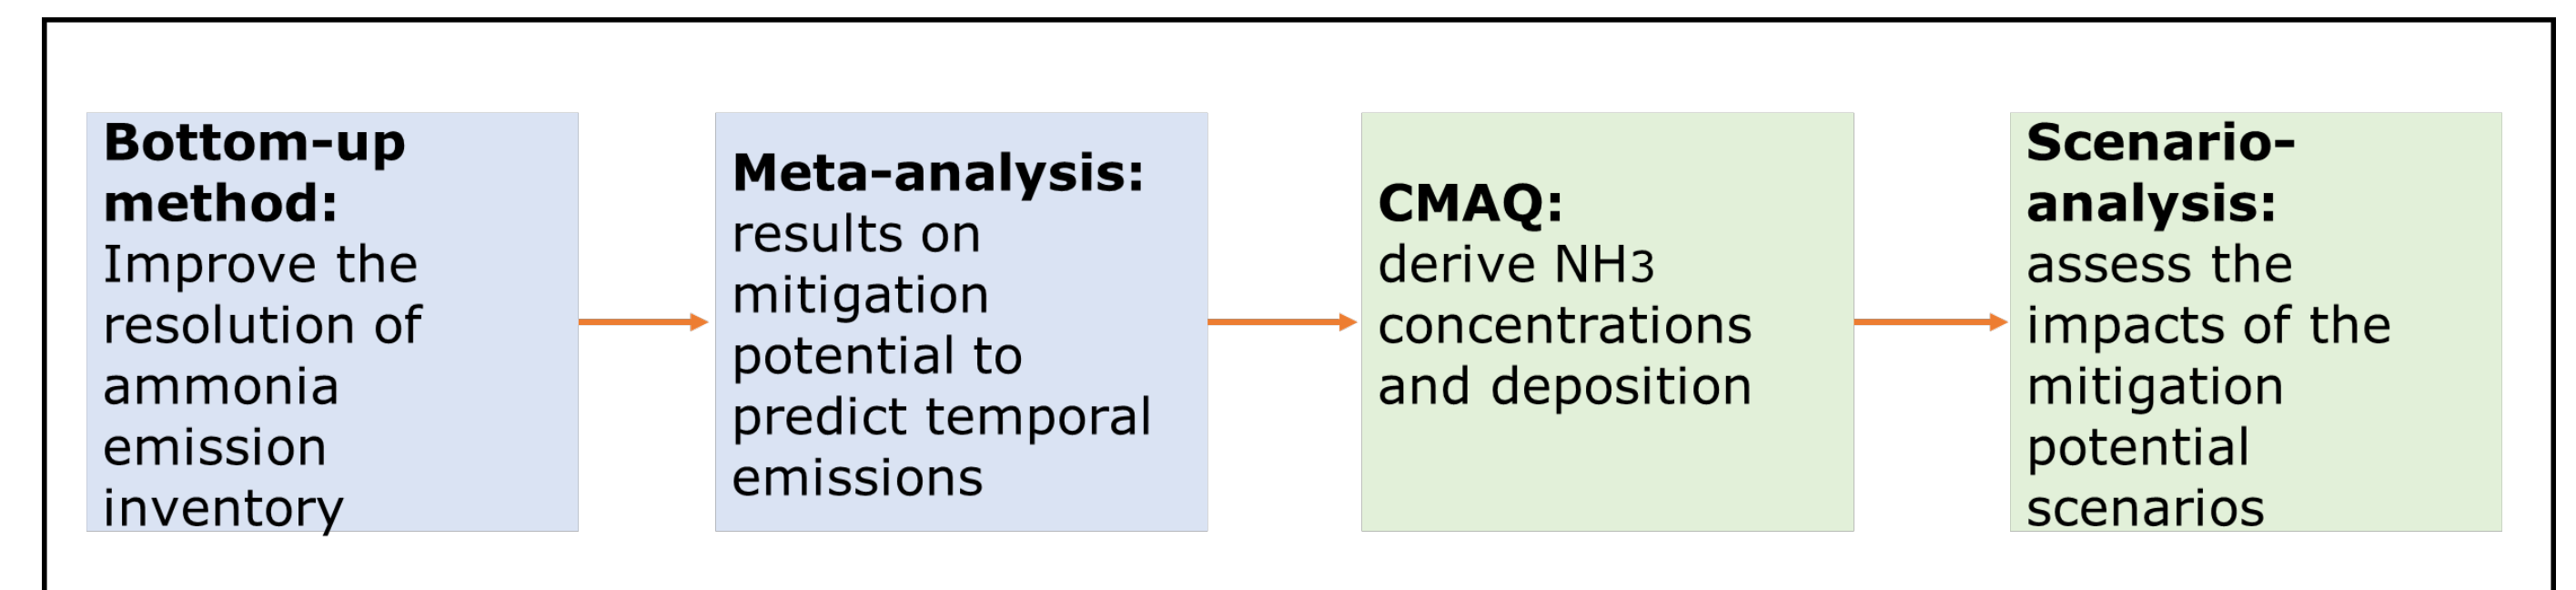 Bottom-up
method:
Improve the
resolution of
ammonia
emission
inventory
Meta-analysis:
results on
mitigation
potential to
predict temporal
emissions
CMAQ:
derive NH3
concentrations
and deposition
Scenario-
analysis:
assess the
impacts of the
mitigation
potential
scenarios